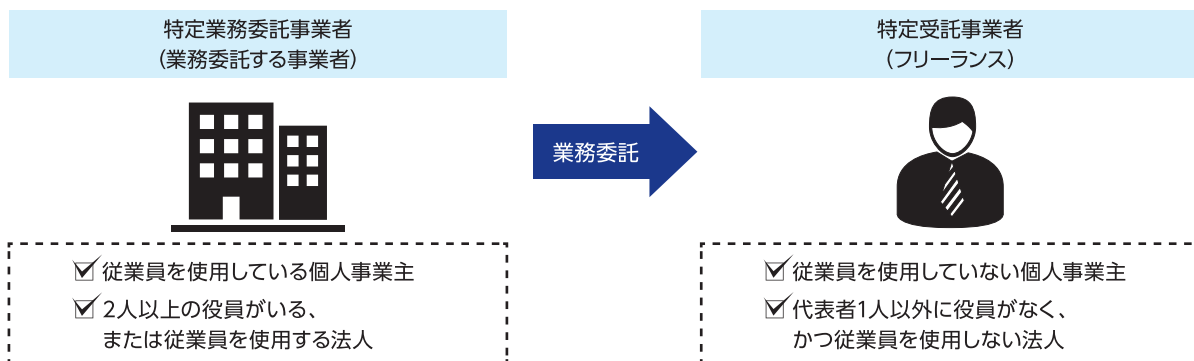 特定業務委託事業者
（業務委託する事業者）
業務委託
特定受託事業者
（フリーランス）
従業員を使用している個人事業主
2人以上の役員がいる、
または従業員を使用する法人
従業員を使用していない個人事業主
代表者1人以外に役員がなく、
かつ従業員を使用しない法人